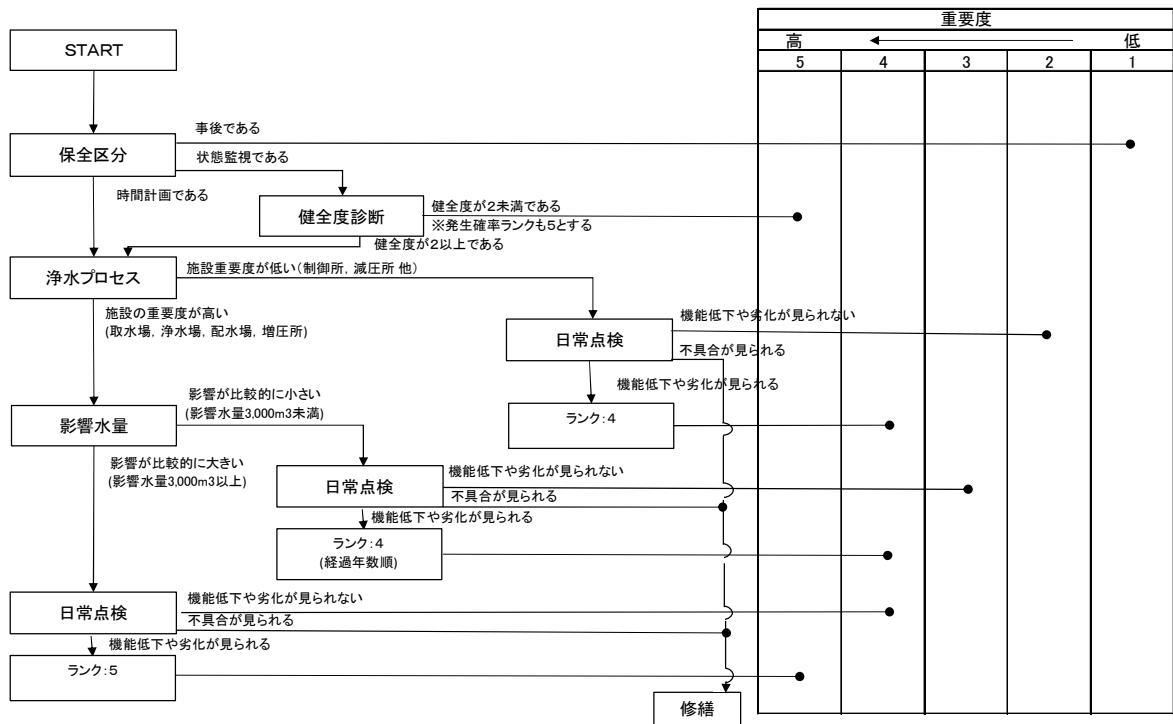 重要度
START
高
低
5
4
3
2
1
事後である
保全区分
状態監視である
時間計画である
健全度診断
健全度が2未満である
※発生確率ランクも5とする
健全度が2以上である
浄水プロセス
施設重要度が低い(制御所, 減圧所 他)
施設の重要度が高い
(取水場, 浄水場, 配水場, 増圧所)
日常点検
機能低下や劣化が見られない
不具合が見られる
機能低下や劣化が見られる
影響が比較的に小さい
(影響水量3,000m3未満)
ランク:4
影響水量
影響が比較的に大きい
(影響水量3,000m3以上)
日常点検
機能低下や劣化が見られない
不具合が見られる
機能低下や劣化が見られる
ランク:4
(経過年数順)
日常点検
機能低下や劣化が見られない
不具合が見られる
機能低下や劣化が見られる
ランク:5
修繕